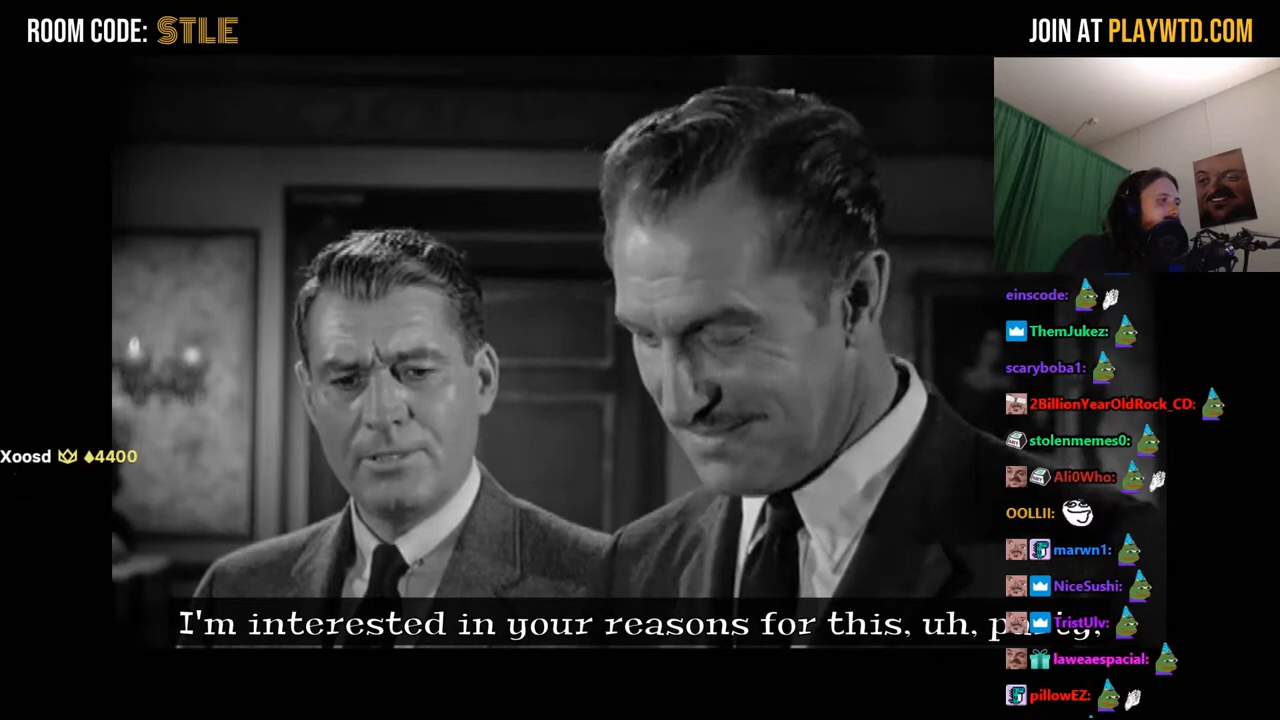 ROOM CODE: STLE
JOIN AT PLAYWTD.COM
einscode:
ThemJukez:
scaryboba1:
2BillionYearOldRock_CD:
stolenmemes0:
Xoosd 4400
Ali0Who:
OOLLII:
marwn1:
NiceSushi:
I'm interested in your reasons for this, uh,
TristUlv:
laweaespacial:
pillowEZ: